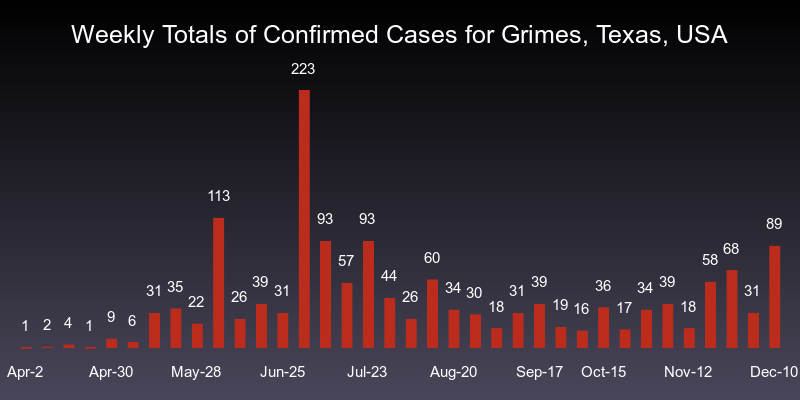 Weekly Totals of Confirmed Cases for Grimes, Texas, USA
223
113
93 93
89
68
60 58
57
44
39 39 39
35 34 36 34
31 31 30 31 31
26 26
22
18 19 16 17 18
9 6
1 2 4 1
Apr-2 Apr-30 May-28 Jun-25 Jul-23 Aug-20 Sep-17 Oct-15 Nov-12 Dec-10